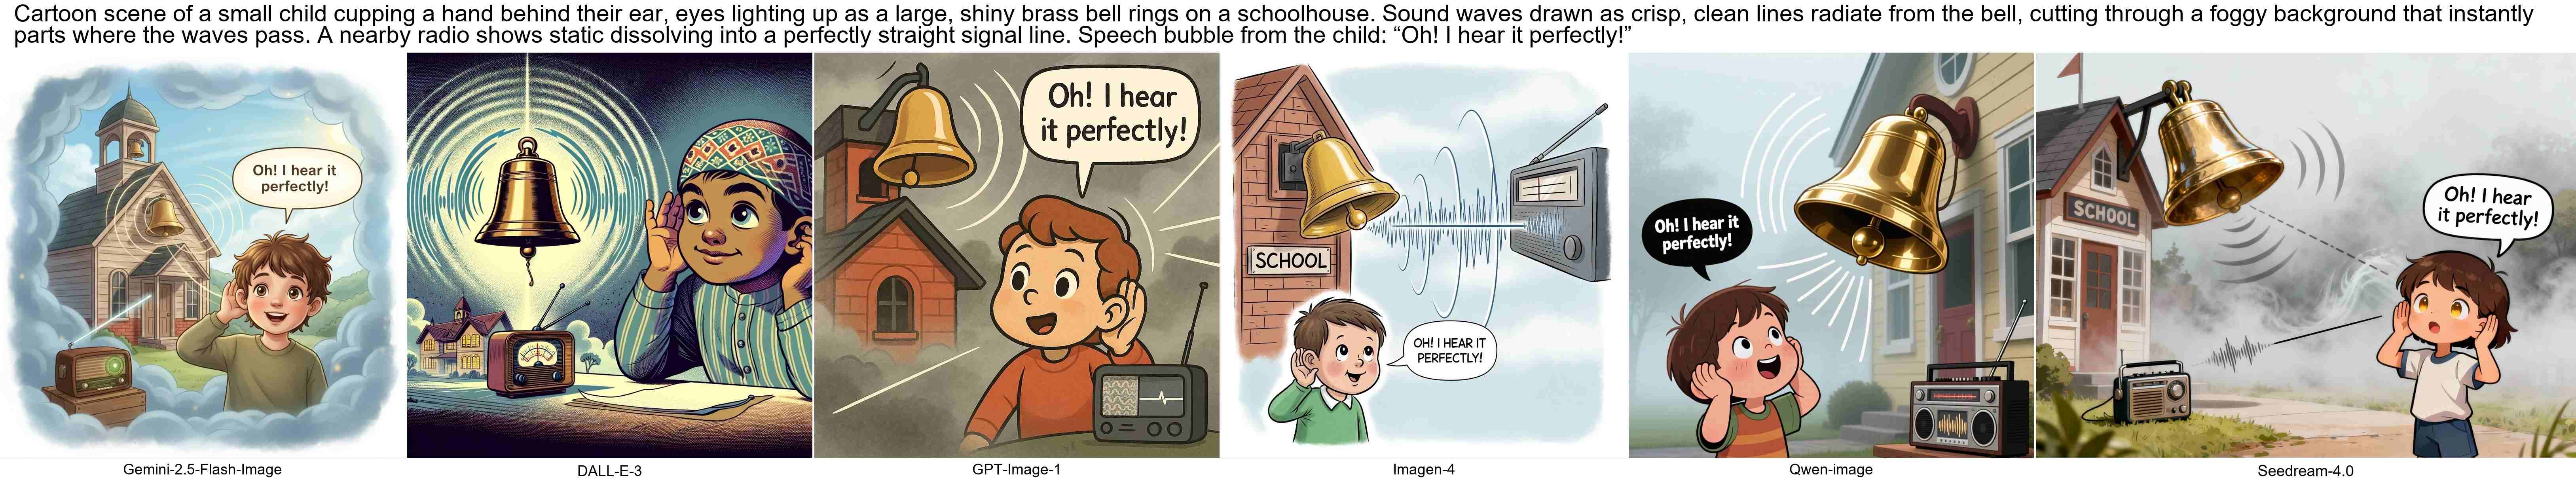 Cartoon scene of a small child cupping a hand behind their ear, eyes lighting up as a large, shiny brass bell rings on a schoolhouse. Sound waves drawn as crisp, clean lines radiate from the bell, cutting through a foggy background that instantly
parts where the waves pass. A nearby radio shows static dissolving into a perfectly straight signal line. Speech bubble from the child: “Oh! I hear it perfectly!”
Oh! I hear it
perfectly!
Oh! I hear
it perfectly!
SCHOOL
OH! I HEAR IT
PERFECTLY!
Oh! I hear it
perfectly!
SCHOOL
Oh! I hear
it perfectly!
Gemini-2.5-Flash-Image
DALL-E-3
GPT-Image-1
Imagen-4
Qwen-image
Seedream-4.0